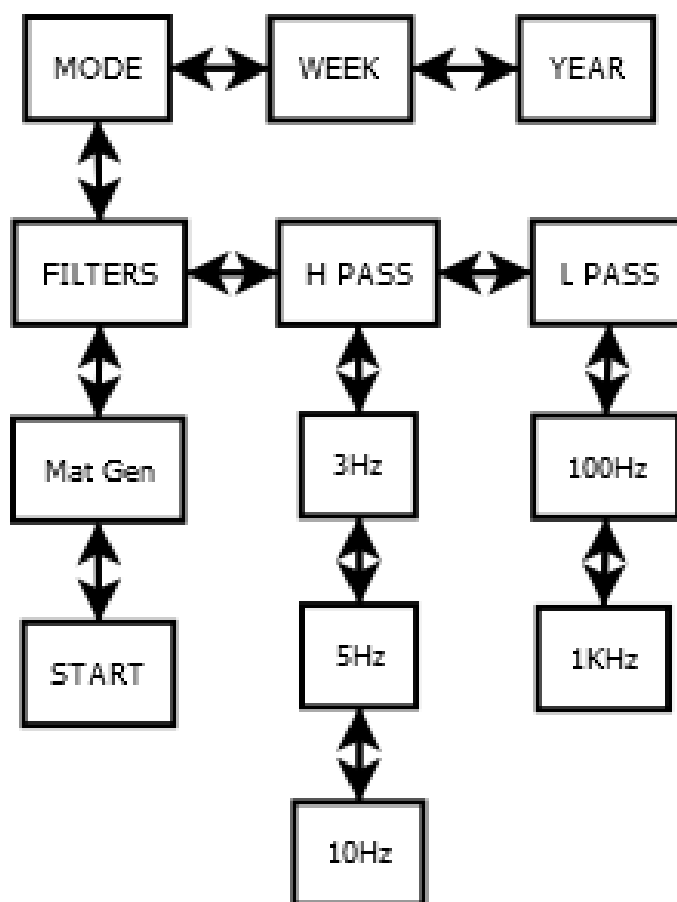 MODE
WEEK
YEAR
FILTERS
H PASS
L PASS
Mat Gen
3Hz
100Hz
START
5Hz
1KHz
10Hz